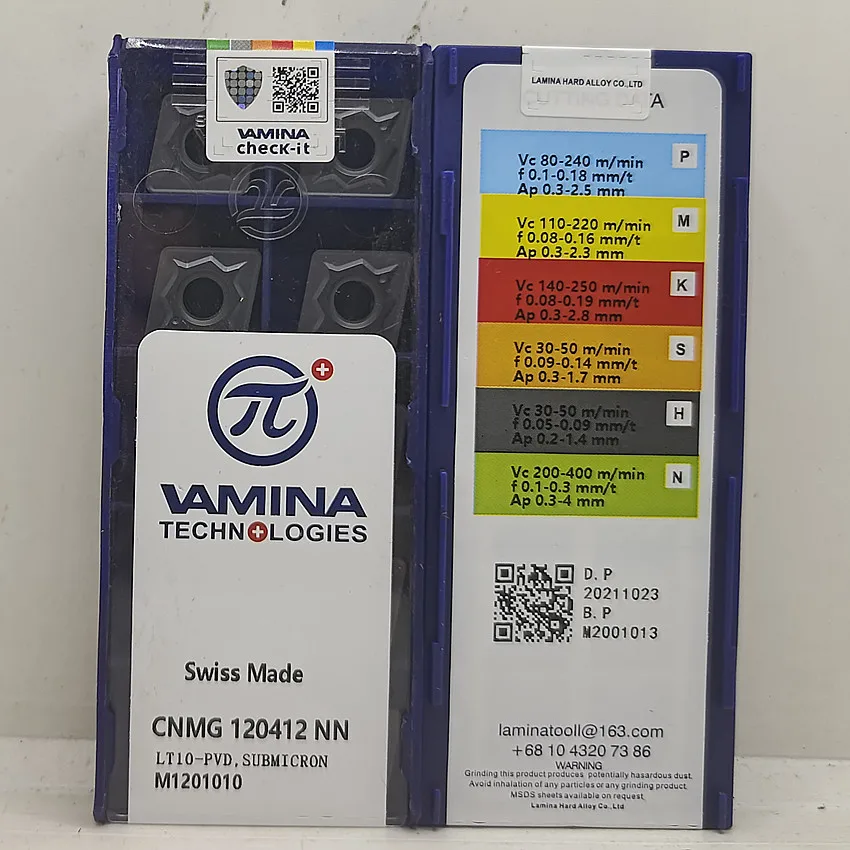 VAMINA
checK-it
VAMINA
TECHNOLOGIES
Swiss Made
CNMG 120412 NN
LT10-PVD,SUBMICRON
M1201010
LAMINA HARD ALLOY CO.,LTD
CUTTING DATA
Vc 80-240 m/min
f 0.1-0.18 mm/t
Ap 0.3-2.5 mm
P
Vc 110-220 m/min
f 0.08-0.16 mm/t
Ap 0.3-2.3 mm
M
Vc 140-250 m/min
f 0.08-0.19 mm/t
Ap 0.3-2.8 mm
K
Vc 30-50 m/min
f 0.09-0.14 mm/t
Ap 0.3-1.7 mm
S
Vc 30-50 m/min
f 0.05-0.09 mm/t
Ap 0.2-1.4 mm
H
Vc 200-400 m/min
f 0.1-0.3 mm/t
Ap 0.3-4 mm
N
D.P
20211023
B.P
M2001013
laminatooll@163.com
+68 10 4320 73 86
WARNING
Grinding this product produces potentially hazardous dust.
Avoid inhalation of any particles or any grinding product.
MSDS sheets available on request,
Lamina Hard Alloy Co.,Ltd